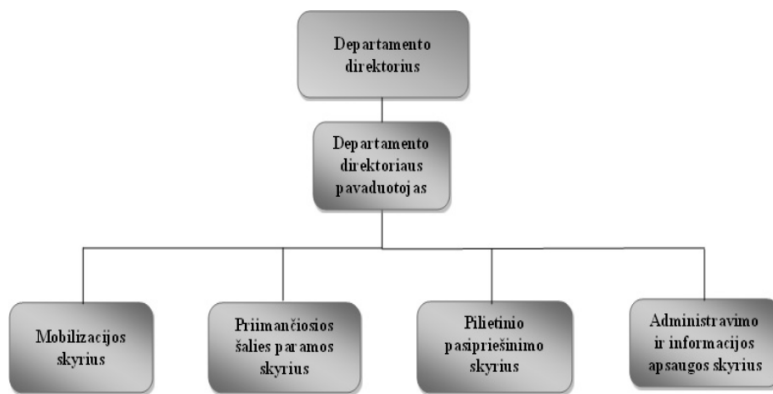 Departamento
direktorius
Departamento
direktoriaus
pavaduotojas
Mobilizacijos
skyrius
Priimančiosios
šalies paramos
skyrius
Pilietinio
pasipriešinimo
skyrius
Administravimo
ir informacijos
apsaugos skyrius